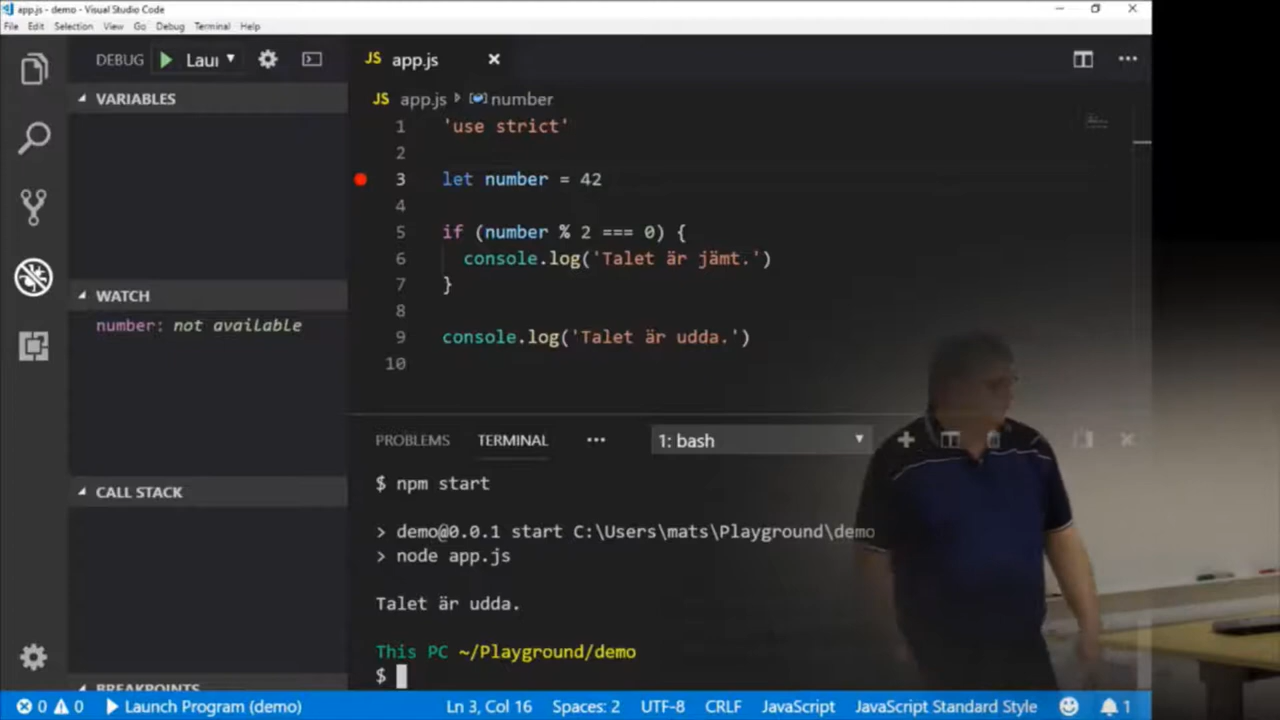 app.js - demo - Visual Studio Code
File Edit Selection View Go Debug Terminal Help
DEBUG Laui
VARIABLES
WATCH
number: not available
CALL STACK
BREAKPOINTS
JS app.js
JS app.js number
1 'use strict'
2
3 let number = 42
4
5 if (number % 2 === 0) {
6 console.log('Talet är jämt.')
7 }
8
9 console.log('Talet är udda.')
10
PROBLEMS TERMINAL ··· 1: bash
$ npm start
> demo@0.0.1 start C:\Users\mats\Playground\demo
> node app.js
Talet är udda.
This PC ~/Playground/demo
$
0 0 Launch Program (demo) Ln 3, Col 16 Spaces: 2 UTF-8 CRLF JavaScript JavaScript Standard Style 1